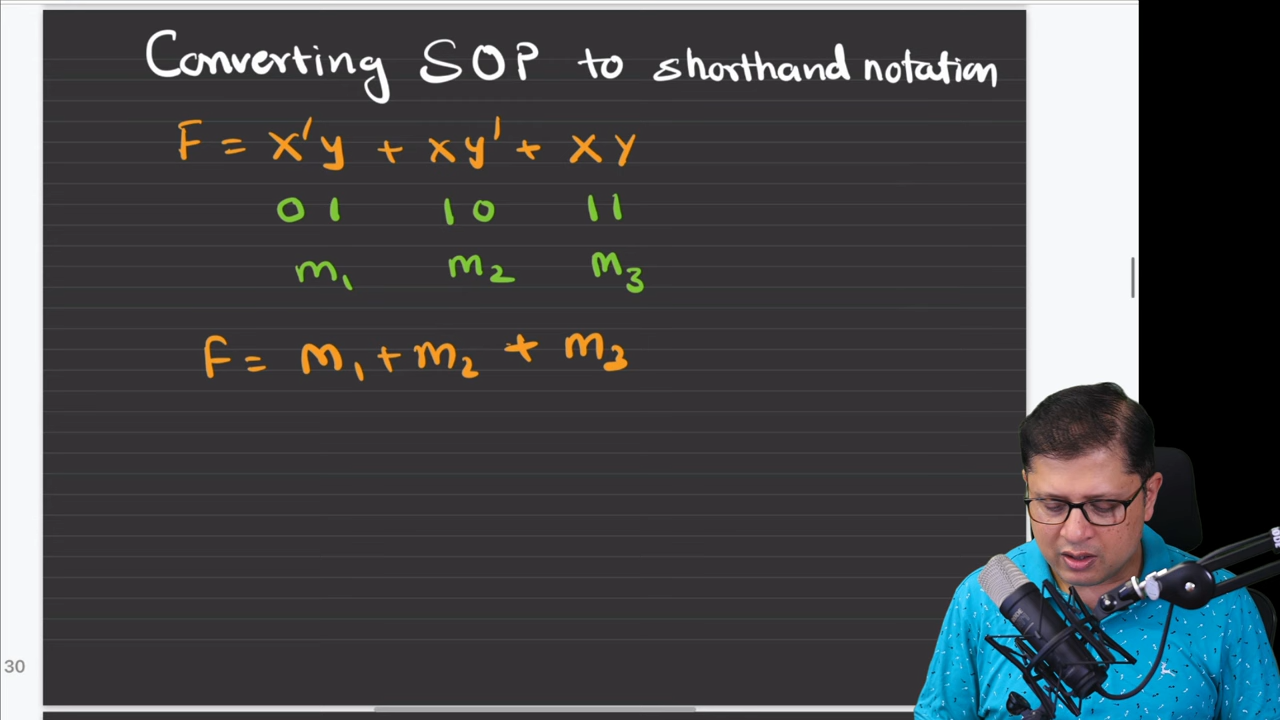 Converting SOP to shorthand notation
F = x'y + xy' + xy
01 10 11
m₁ m₂ m₃
F = m₁ + m₂ + m₃
30